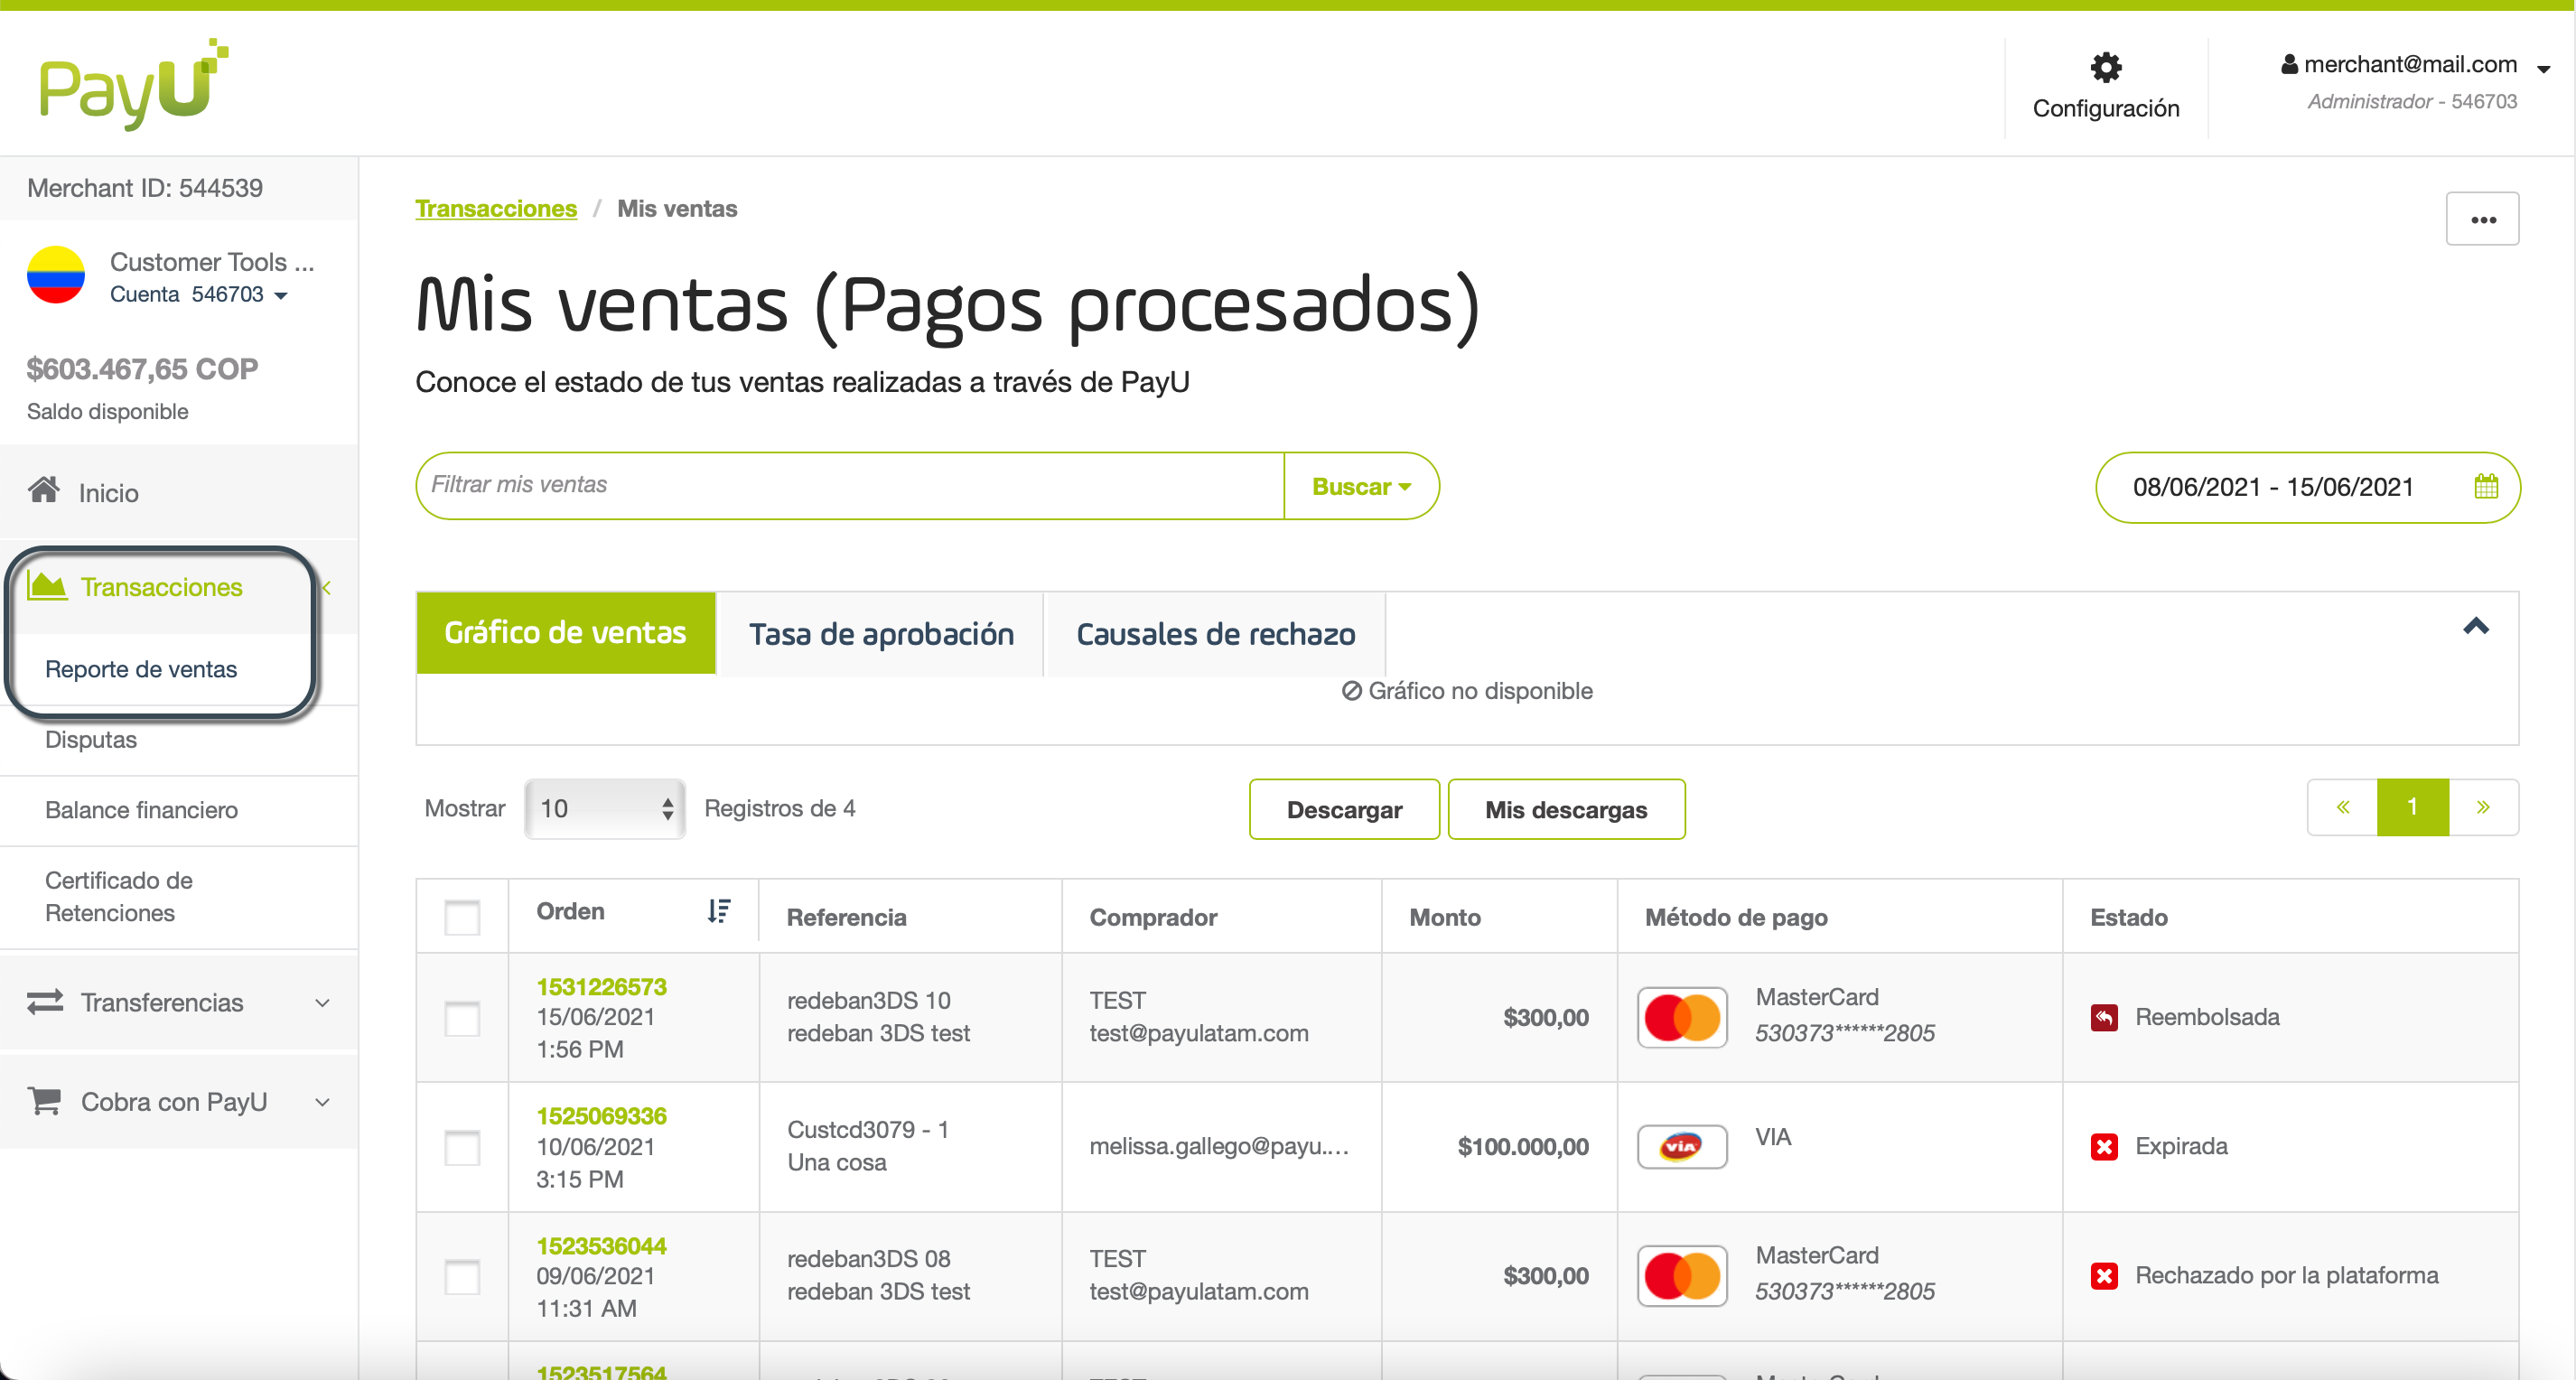 PayU
Configuración
merchant@mail.com
Administrador - 546703
Merchant ID: 544539
Customer Tools ...
Cuenta 546703
$603.467,65 COP
Saldo disponible
Inicio
Transacciones
Reporte de ventas
Disputas
Balance financiero
Certificado de
Retenciones
Transferencias
Cobra con PayU
Transacciones / Mis ventas
•••
Mis ventas (Pagos procesados)
Conoce el estado de tus ventas realizadas a través de PayU
Filtrar mis ventas
Buscar
08/06/2021 - 15/06/2021
Gráfico de ventas
Tasa de aprobación
Causales de rechazo
Gráfico no disponible
Mostrar 10 Registros de 4
Descargar
Mis descargas
« 1 »
Orden Referencia Comprador Monto Método de pago Estado
1531226573
15/06/2021
1:56 PM
redeban3DS 10
redeban 3DS test
TEST
test@payulatam.com
$300,00
MasterCard
530373******2805
Reembolsada
1525069336
10/06/2021
3:15 PM
Custcd3079 - 1
Una cosa
melissa.gallego@payu....
$100.000,00
VIA
VIA
Expirada
1523536044
09/06/2021
11:31 AM
redeban3DS 08
redeban 3DS test
TEST
test@payulatam.com
$300,00
MasterCard
530373******2805
Rechazado por la plataforma
1523517564